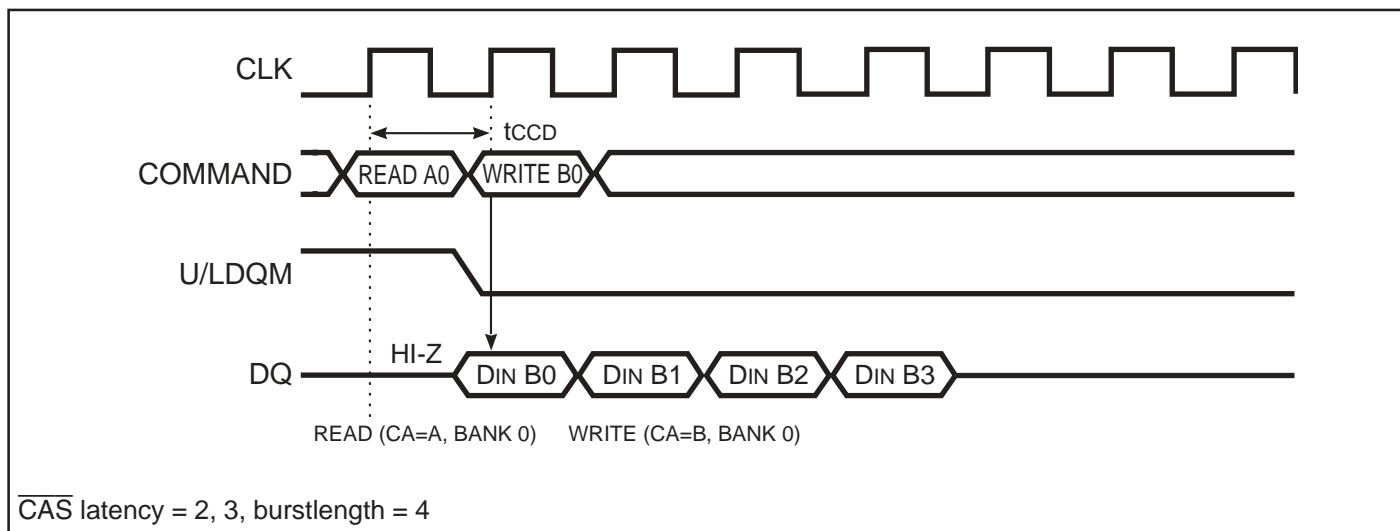 CLK
tCCD
COMMAND
READ A0
WRITE B0
U/LDQM
HI-Z
DQ
DIN B0
DIN B1
DIN B2
DIN B3
READ (CA=A, BANK 0)
WRITE (CA=B, BANK 0)
C̅A̅S̅ latency = 2, 3, burstlength = 4